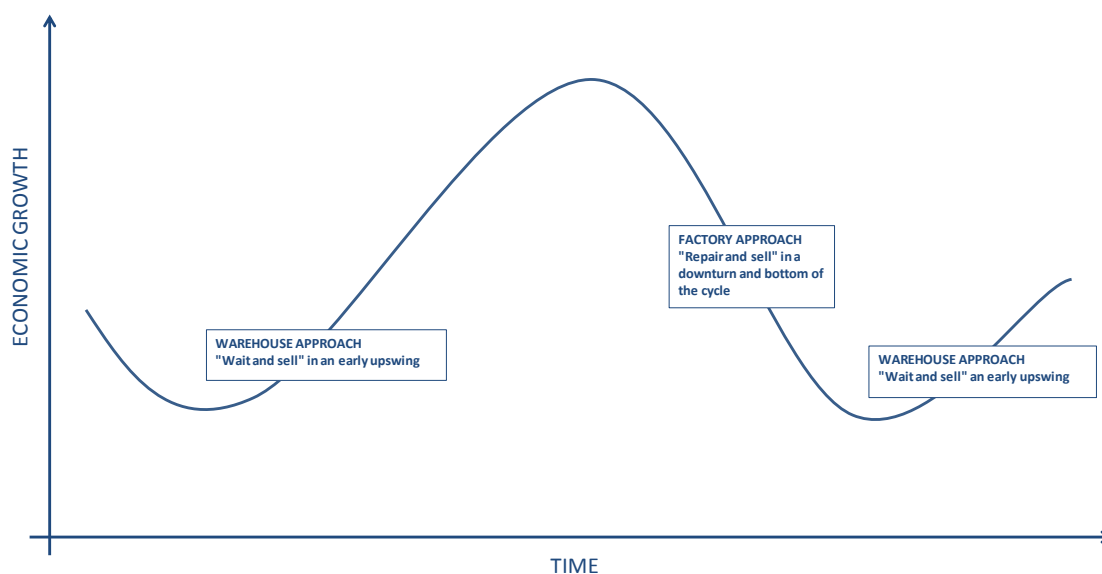 ECONOMIC GROWTH
FACTORY APPROACH
"Repair and sell" in a
downturn and bottom of
the cycle
WAREHOUSE APPROACH
"Wait and sell" in an early upswing
WAREHOUSE APPROACH
"Wait and sell" an early upswing
TIME